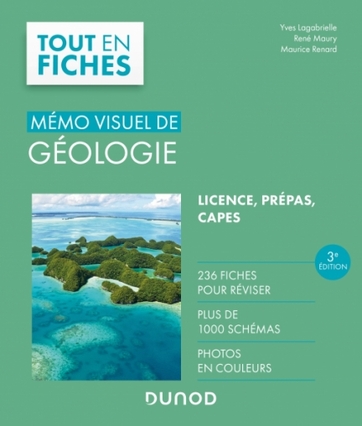 Yves Lagabrielle
René Maury
Maurice Renard
TOUT EN
FICHES
MÉMO VISUEL DE
GÉOLOGIE
LICENCE, PRÉPAS,
CAPES
3e
ÉDITION
236 FICHES
POUR RÉVISER
PLUS DE
1000 SCHÉMAS
PHOTOS
EN COULEURS
DUNOD